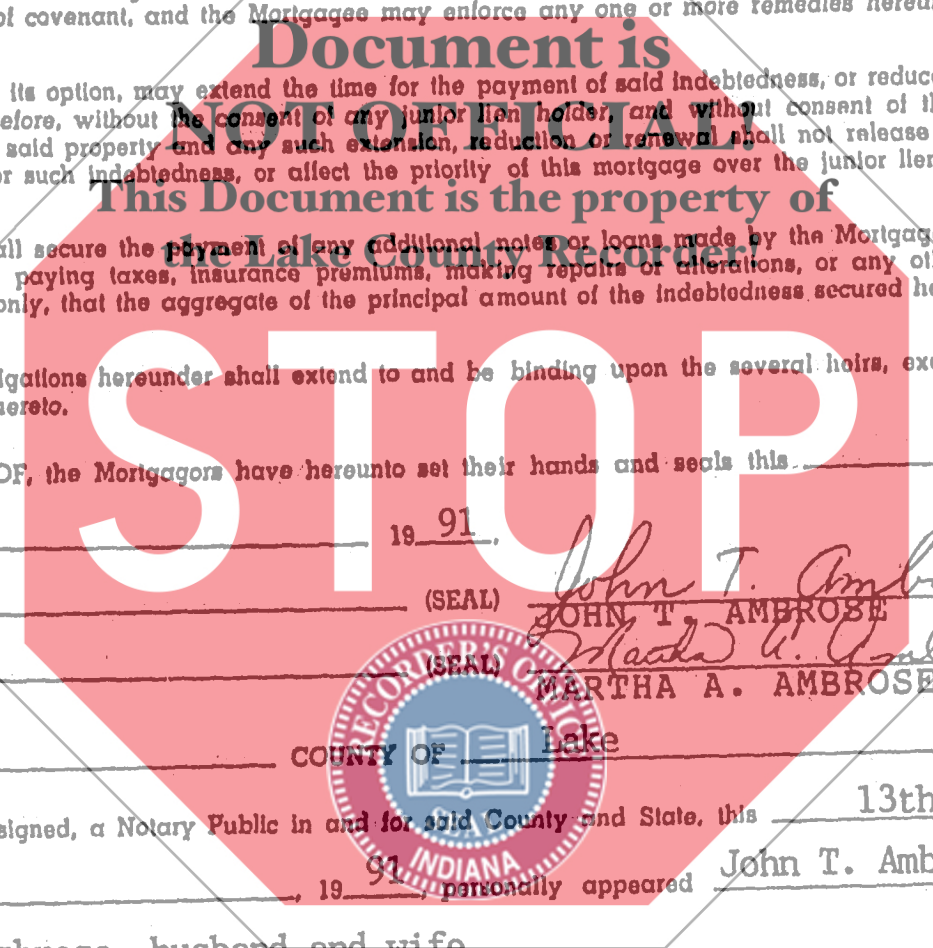 of covenant, and the Mortgagee may enforce any one or more remedies
Document is
its option, may extend the time for the payment of said indebtedness, or reduc
efore, without the consent of any junior lien holder, and without consent of
NOT OFFICIAL!
said property and any such extension, reduction or renewal shall not release
or such indebtedness, or affect the priority of this mortgage over the junior lien
This Document is the property of
all secure the payment of any additional notes or loans made by the Mortgag
the Lake County Recorder!
paying taxes, insurance premiums, making repairs or alterations, or any
only, that the aggregate of the principal amount of the indebtedness secured
STOP
igations hereunder shall extend to and be binding upon the several heirs, exe
hereto.
OF, the Mortgagors have hereunto set their hands and seals this
19 91.
John T. Amb
(SEAL)
JOHN T. AMBROSE
Martha A. Am
(SEAL)
MARTHA A. AMBROSE
RECORDER'S OFFICE
COUNTY OF Lake
signed, a Notary Public in and for said County and State, this 13th
INDIANA
, 19 91, personally appeared John T. Amb
husband and wife